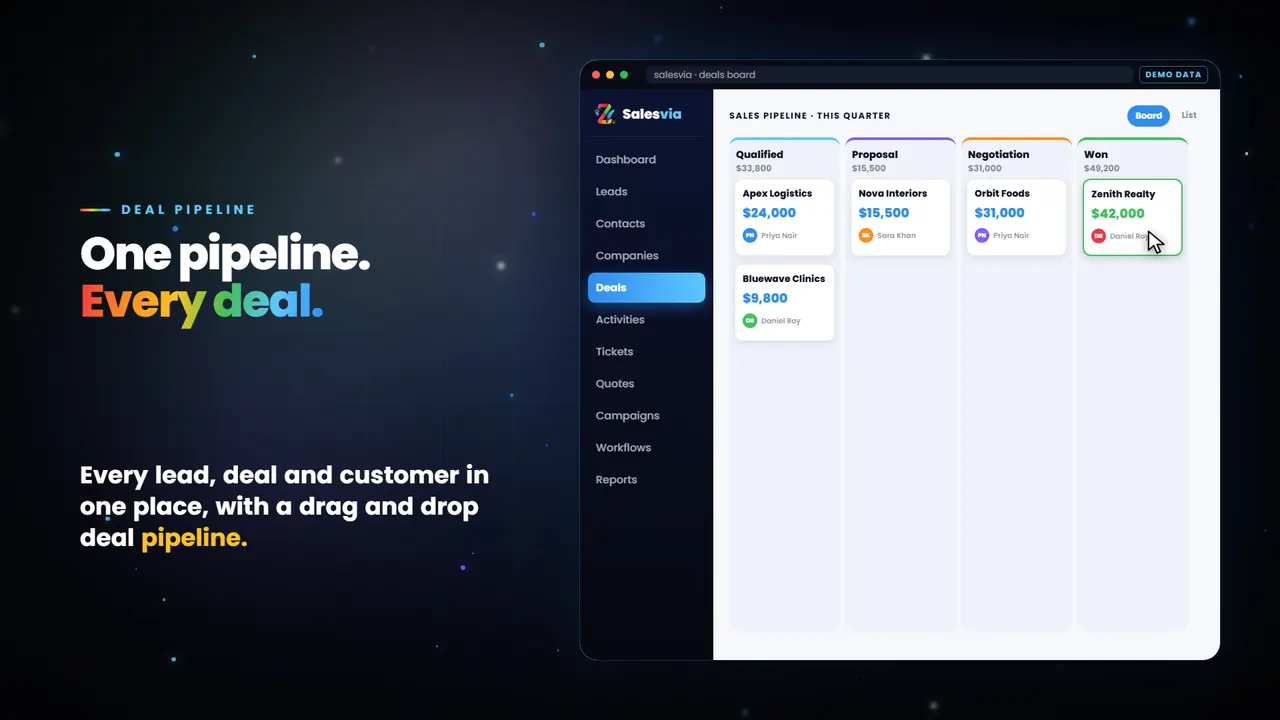 DEAL PIPELINE
One pipeline.
Every deal.
Every lead, deal and customer in
one place, with a drag and drop
deal pipeline.
salesvia · deals board
DEMO DATA
Salesvia
Dashboard
Leads
Contacts
Companies
Deals
Activities
Tickets
Quotes
Campaigns
Workflows
Reports
SALES PIPELINE · THIS QUARTER
Board
List
Qualified
$33,800
Apex Logistics
$24,000
PN Priya Nair
Bluewave Clinics
$9,800
DR Daniel Roy
Proposal
$15,500
Nova Interiors
$15,500
SK Sara Khan
Negotiation
$31,000
Orbit Foods
$31,000
PN Priya Nair
Won
$49,200
Zenith Realty
$42,000
DR Daniel Roy